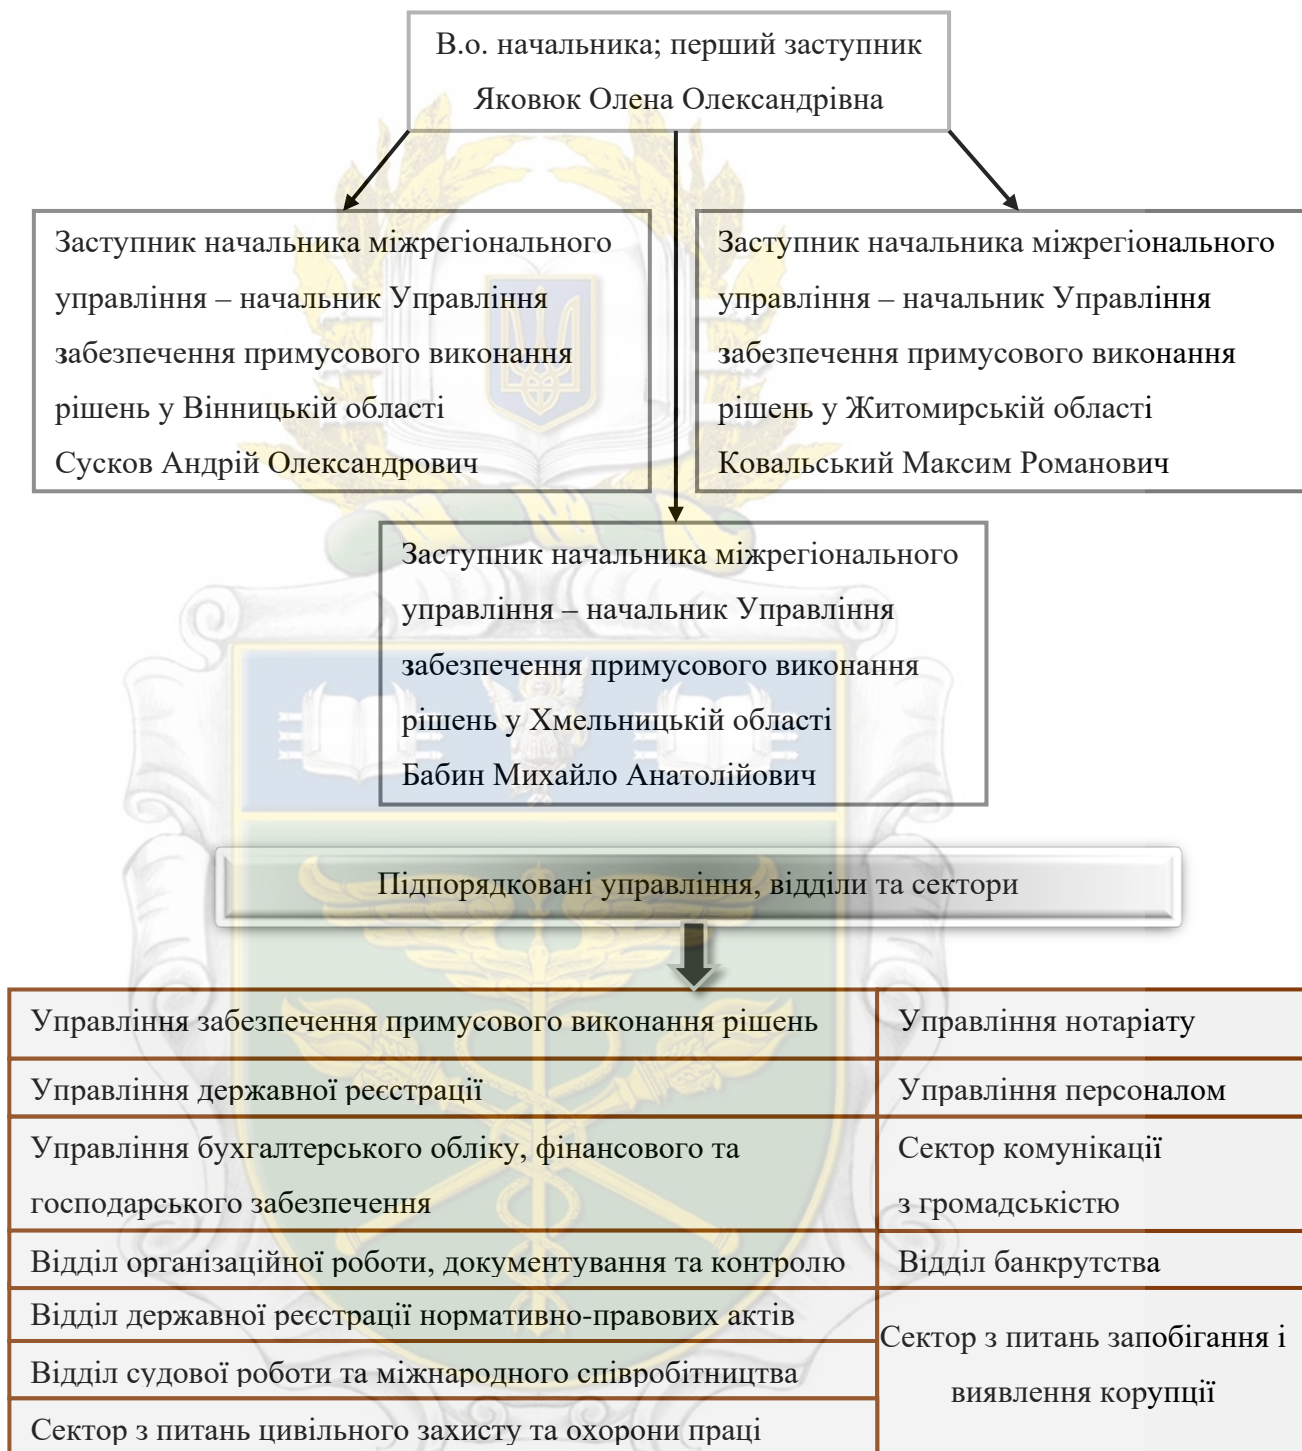 В.о. начальника; перший заступник
Яковюк Олена Олександрівна
Заступник начальника міжрегіонального
управління – начальник Управління
забезпечення примусового виконання
рішень у Вінницькій області
Сусков Андрій Олександрович
Заступник начальника міжрегіонального
управління – начальник Управління
забезпечення примусового виконання
рішень у Житомирській області
Ковальський Максим Романович
Заступник начальника міжрегіонального
управління – начальник Управління
забезпечення примусового виконання
рішень у Хмельницькій області
Бабин Михайло Анатолійович
Підпорядковані управління, відділи та сектори
Управління забезпечення примусового виконання рішень
Управління нотаріату
Управління державної реєстрації
Управління персоналом
Управління бухгалтерського обліку, фінансового та
господарського забезпечення
Сектор комунікації
з громадськістю
Відділ організаційної роботи, документування та контролю
Відділ банкрутства
Відділ державної реєстрації нормативно-правових актів
Відділ судової роботи та міжнародного співробітництва
Сектор з питань цивільного захисту та охорони праці
Сектор з питань запобігання і
виявлення корупції